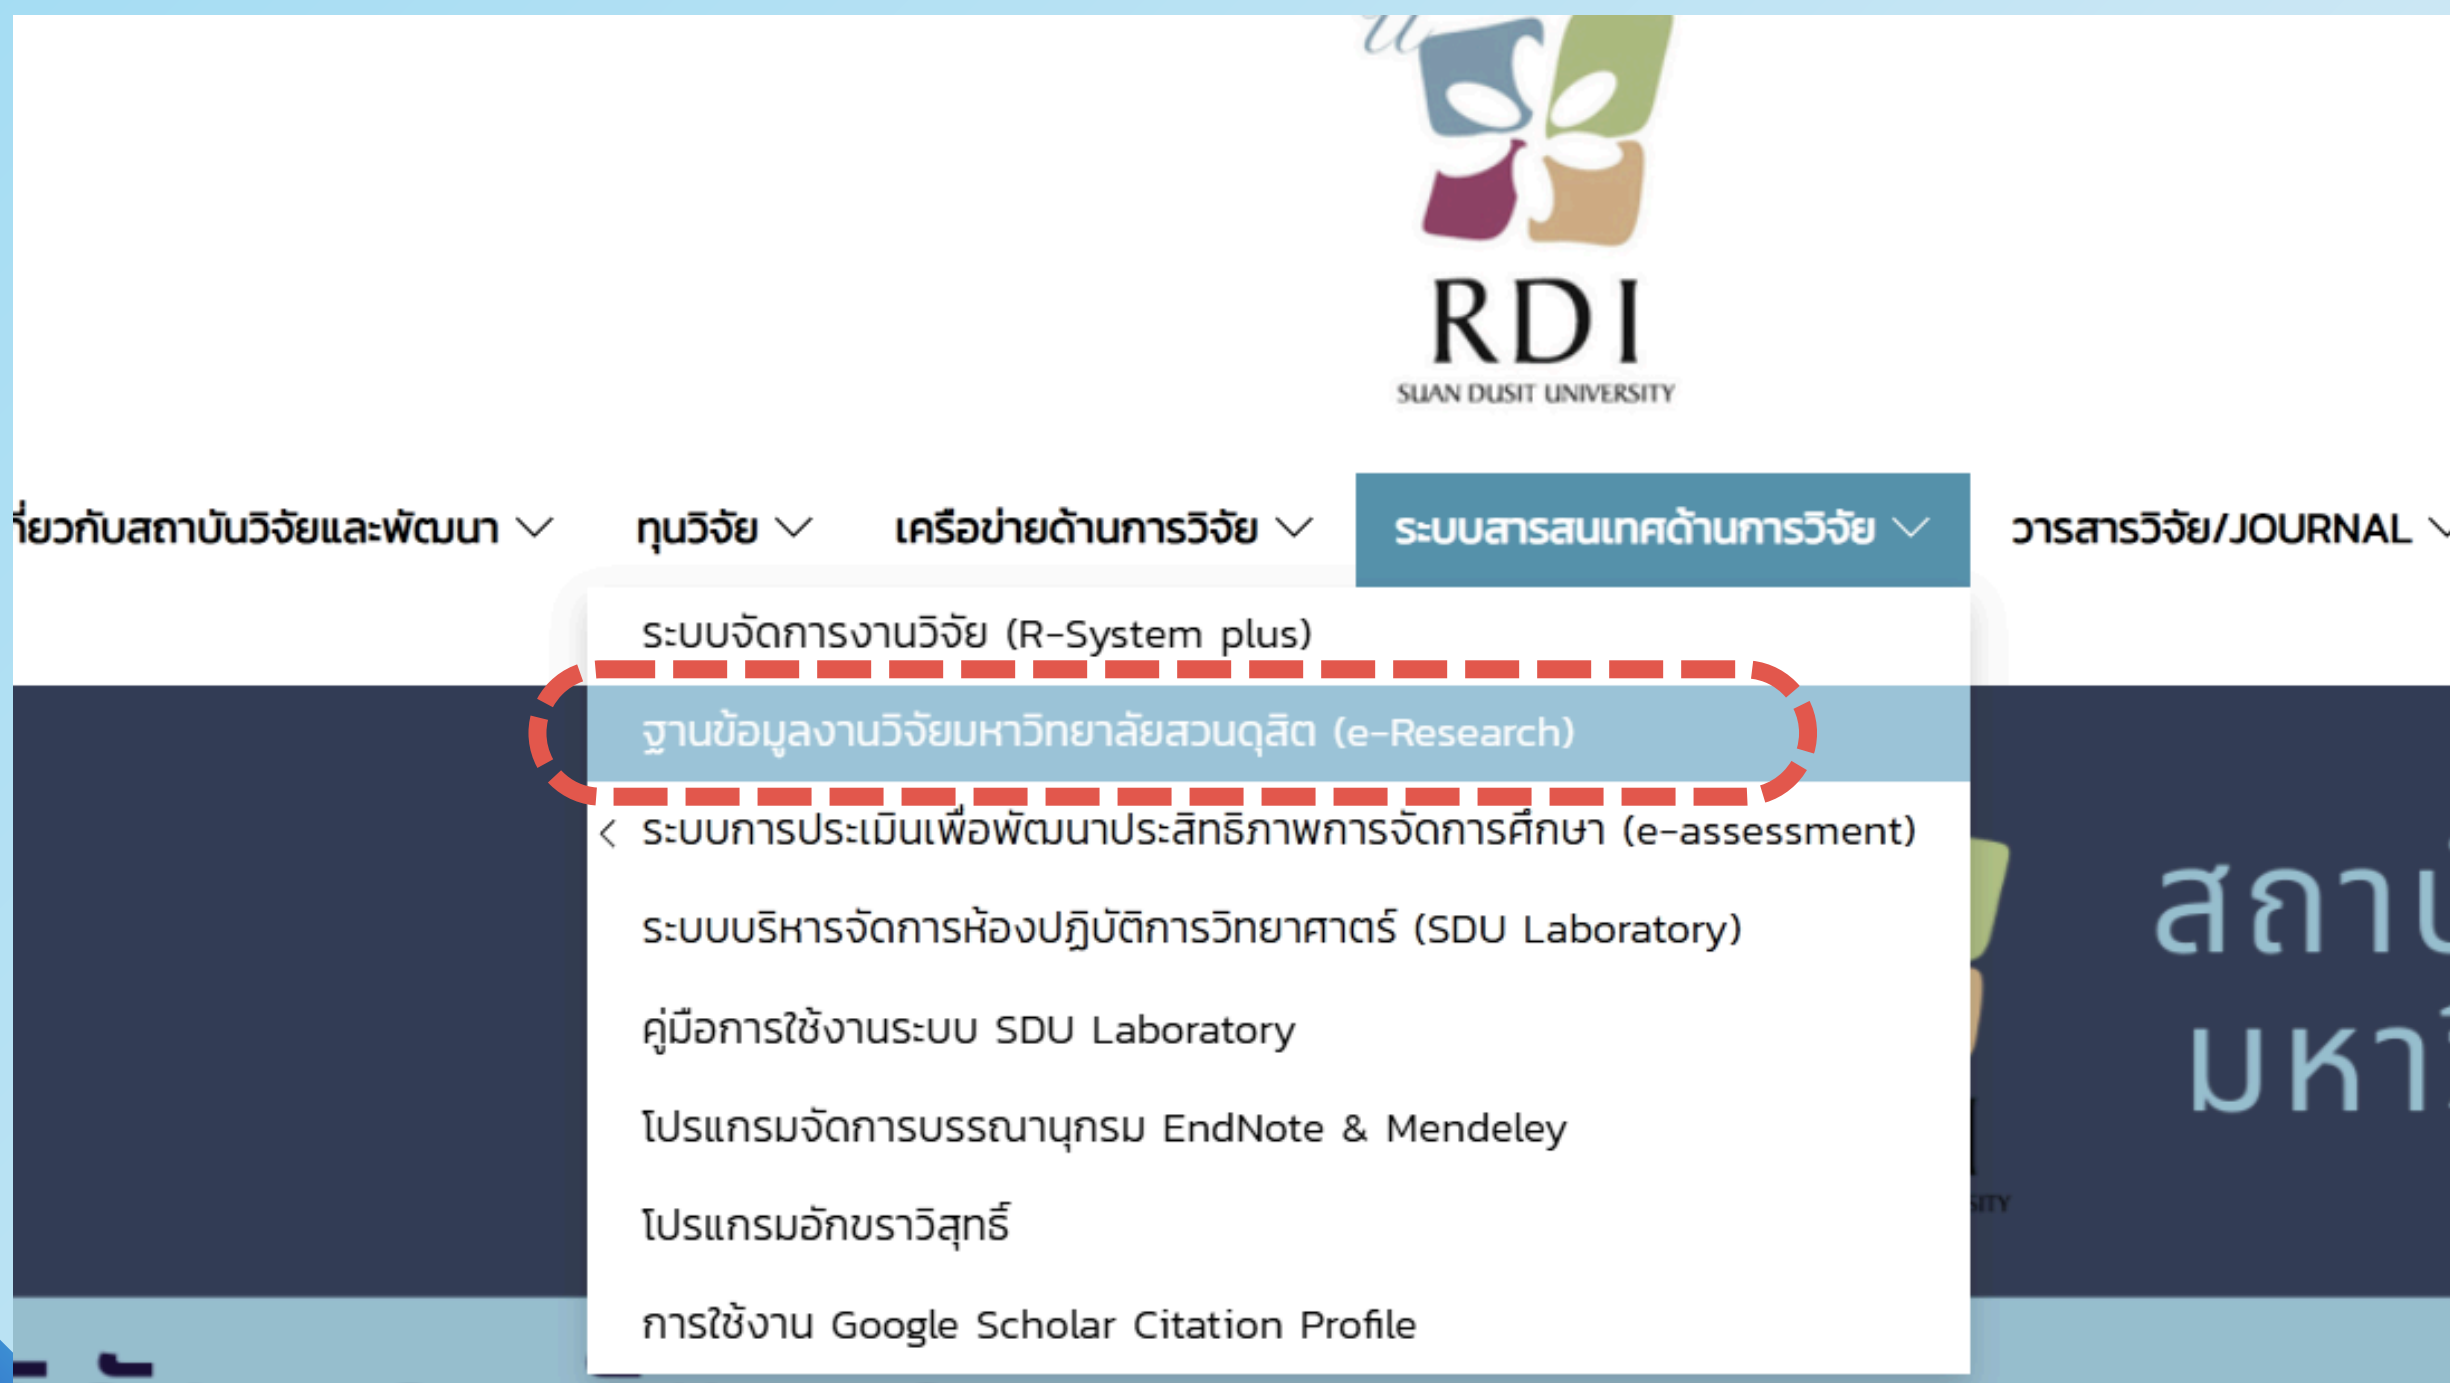 RDI
SUAN DUSIT UNIVERSITY
กี่ยวกับสถาบันวิจัยและพัฒนา ทุนวิจัย เครือข่ายด้านการวิจัย ระบบสารสนเทศด้านการวิจัย วารสารวิจัย/JOURNAL
ระบบจัดการงานวิจัย (R-System plus)
ฐานข้อมูลงานวิจัยมหาวิทยาลัยสวนดุสิต (e-Research)
ระบบการประเมินเพื่อพัฒนาประสิทธิภาพการจัดการศึกษา (e-assessment)
ระบบบริหารจัดการห้องปฏิบัติการวิทยาศาตร์ (SDU Laboratory)
คู่มือการใช้งานระบบ SDU Laboratory
โปรแกรมจัดการบรรณานุกรม EndNote & Mendeley
โปรแกรมอักขราวิสุทธิ์
การใช้งาน Google Scholar Citation Profile